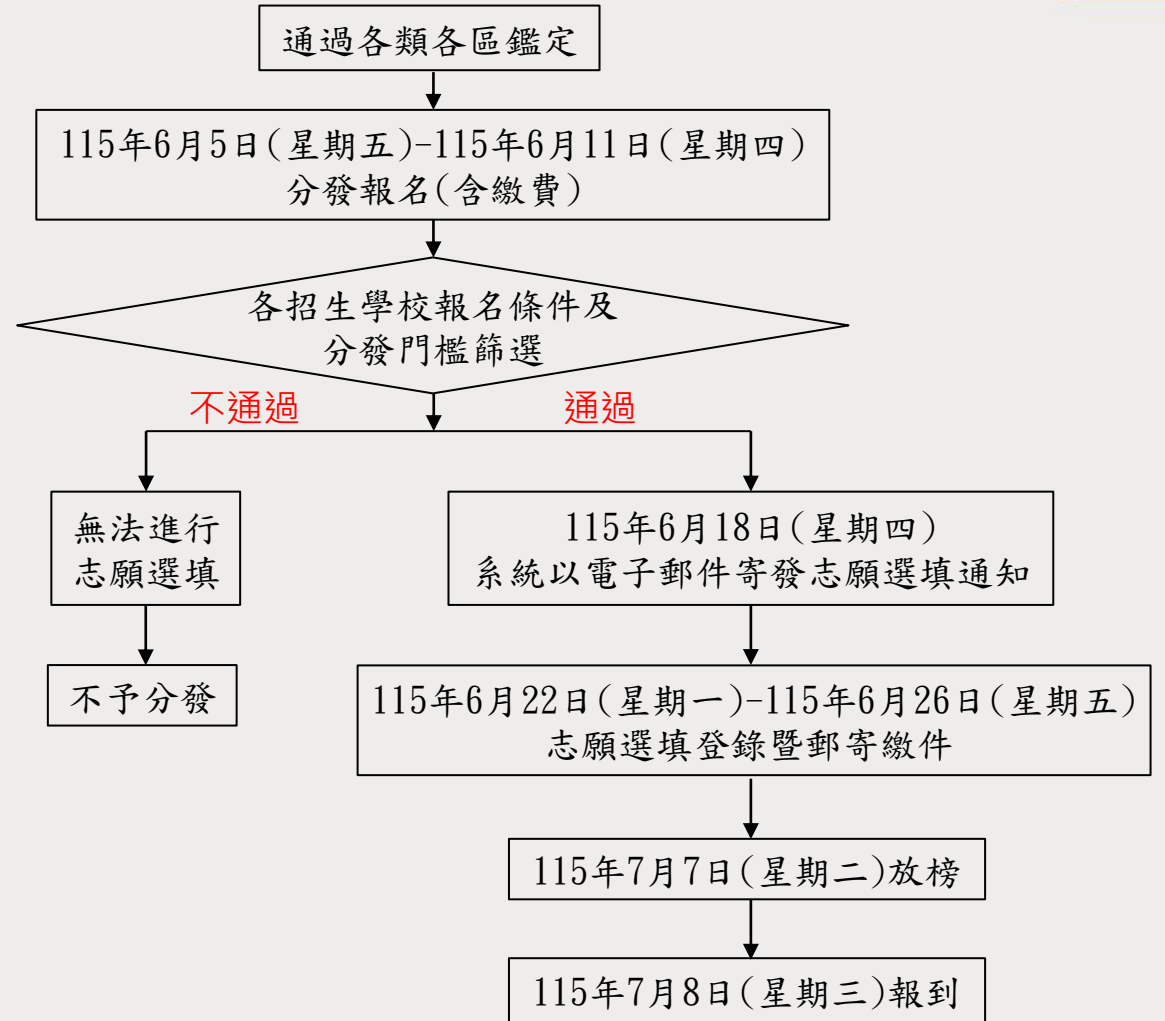 通過各類各區鑑定
115年6月5日(星期五)-115年6月11日(星期四)
分發報名(含繳費)
各招生學校報名條件及
分發門檻篩選
不通過
通過
無法進行
志願選填
不予分發
115年6月18日(星期四)
系統以電子郵件寄發志願選填通知
115年6月22日(星期一)-115年6月26日(星期五)
志願選填登錄暨郵寄繳件
115年7月7日(星期二)放榜
115年7月8日(星期三)報到